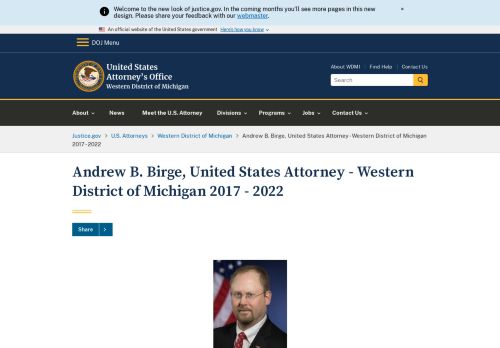 Welcome to the new look of justice.gov. In the coming months you'll see more pages in this new
design. Please share your feedback with our webmaster.
×
An official website of the United States government
Here's how you know
DOJ Menu
United States
Attorney's Office
Western District of Michigan
About WDMI
Find Help
Contact Us
Search
About
News
Meet the U.S. Attorney
Divisions
Programs
Jobs
Contact Us
Justice.gov > U.S. Attorneys > Western District of Michigan > Andrew B. Birge, United States Attorney - Western District of Michigan
2017 - 2022
Andrew B. Birge, United States Attorney - Western
District of Michigan 2017 - 2022
Share >